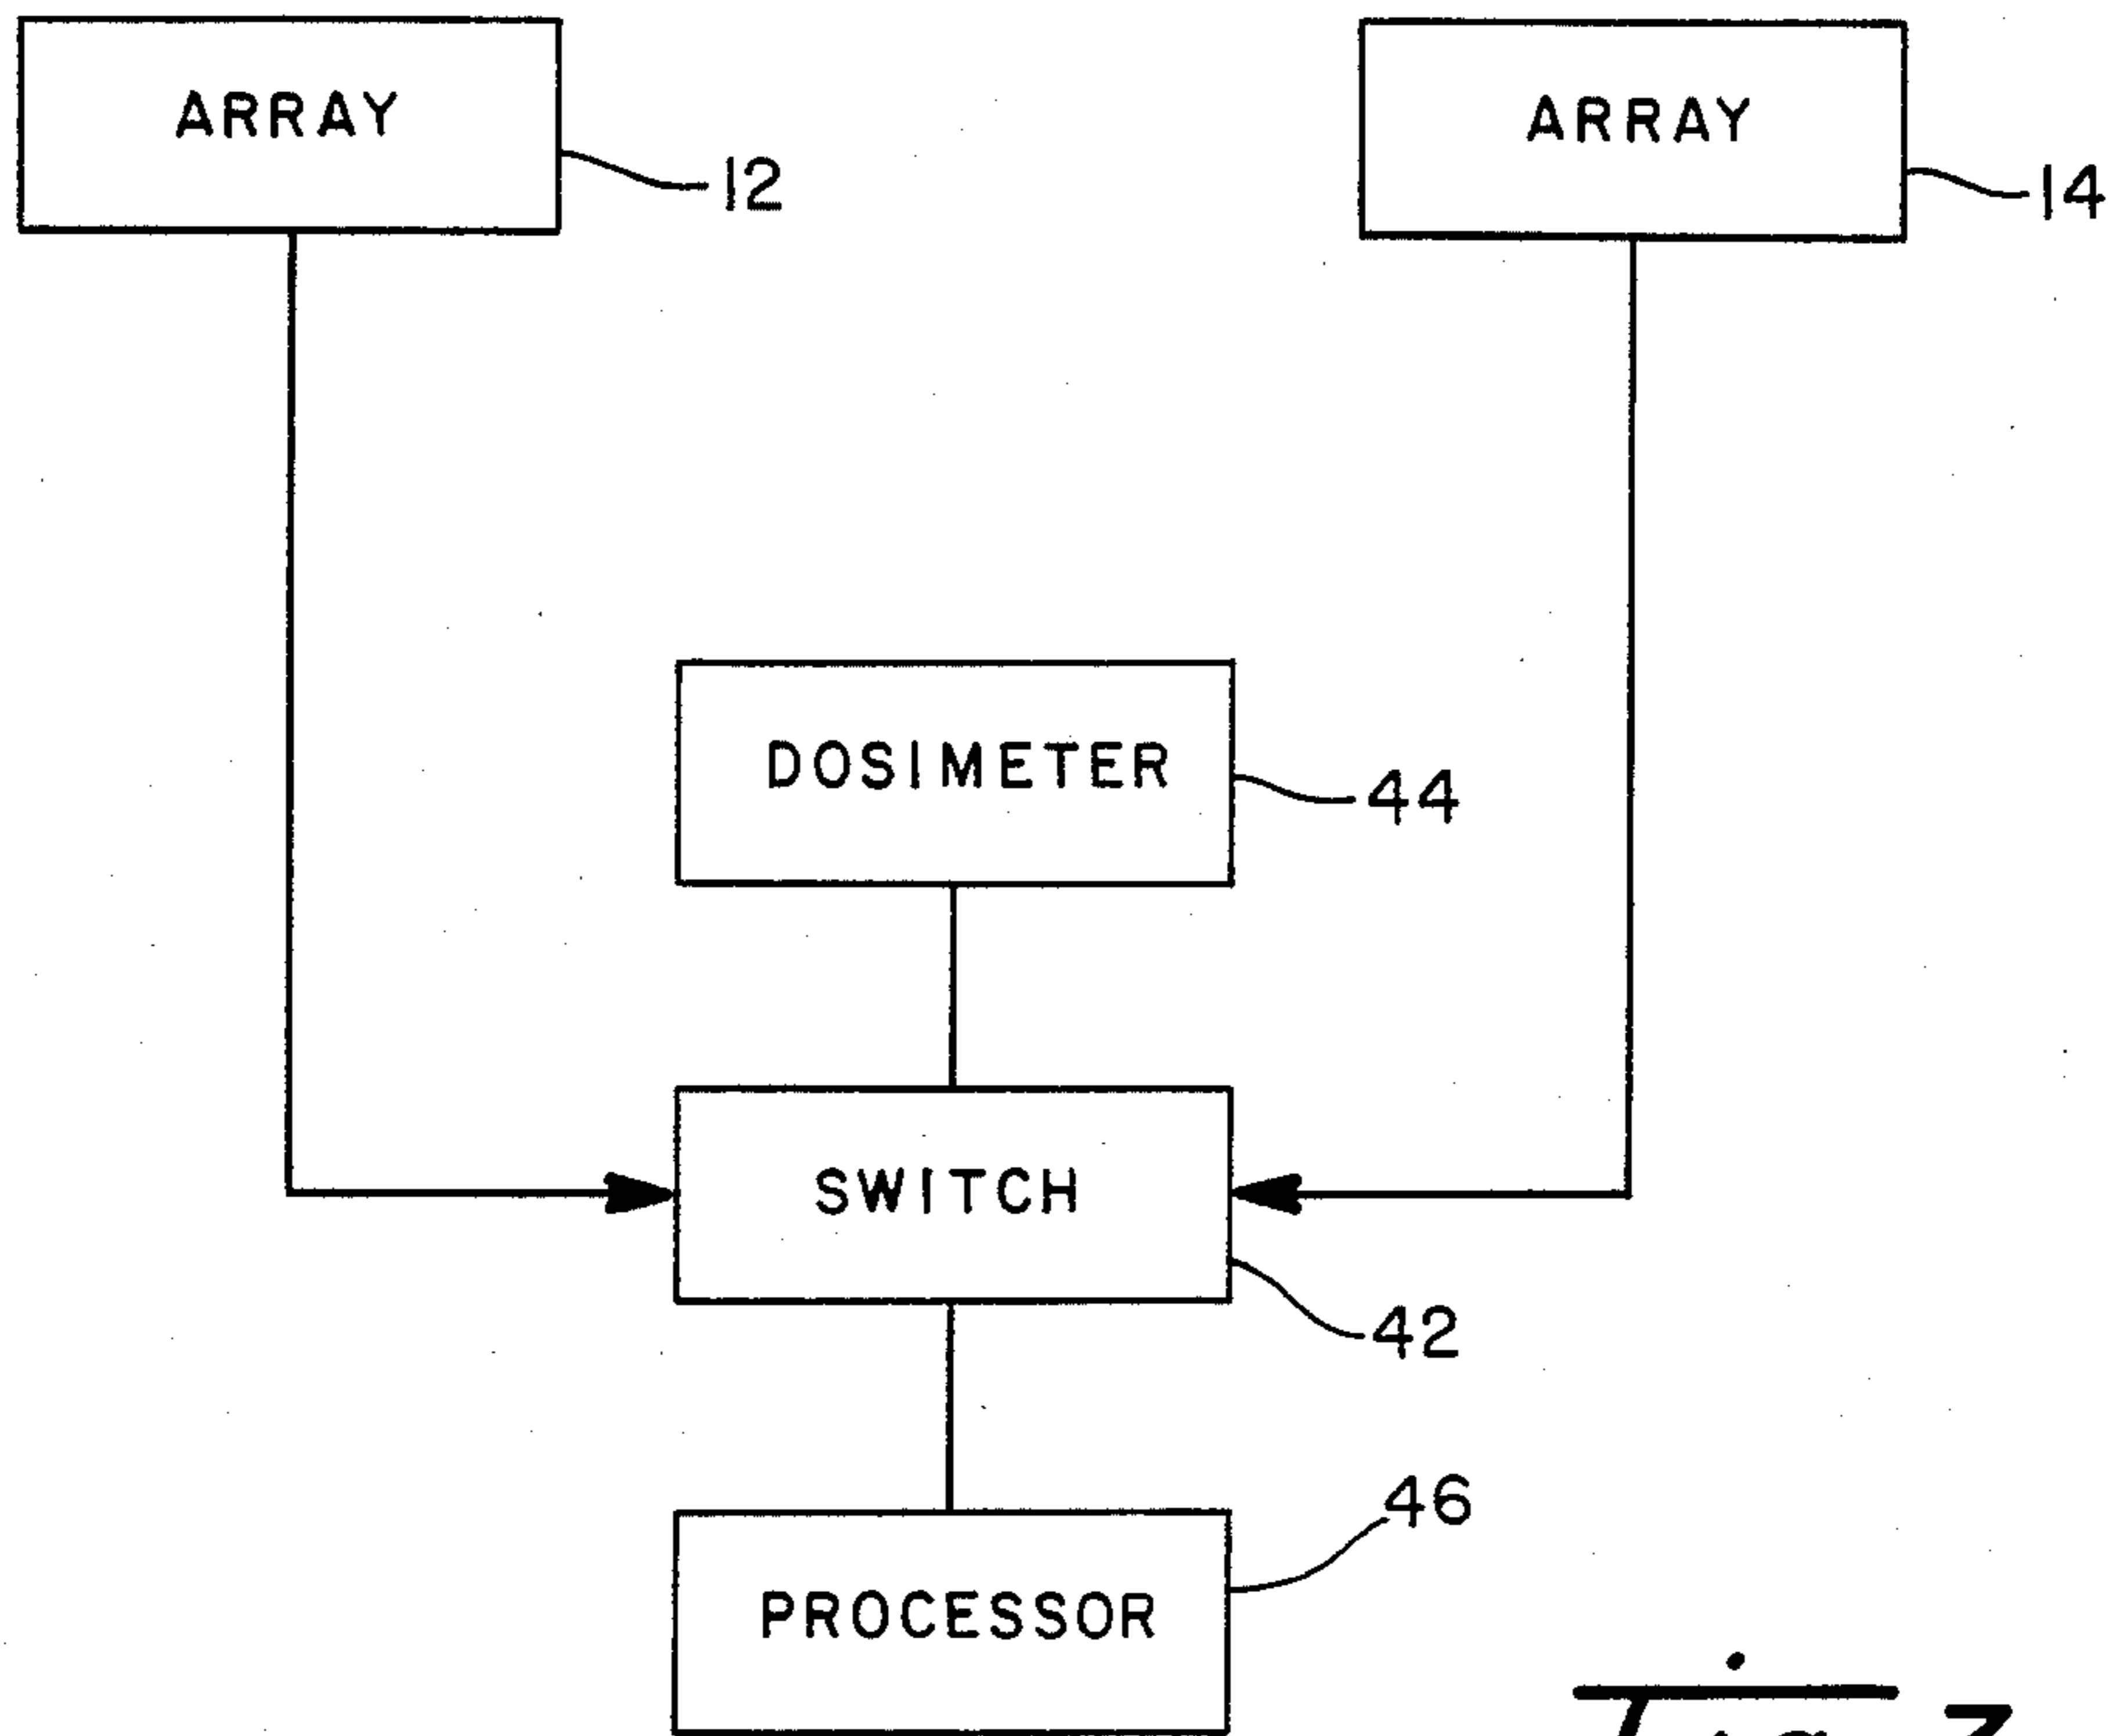 ARRAY
12
ARRAY
14
DOSIMETER
44
SWITCH
42
46
PROCESSOR